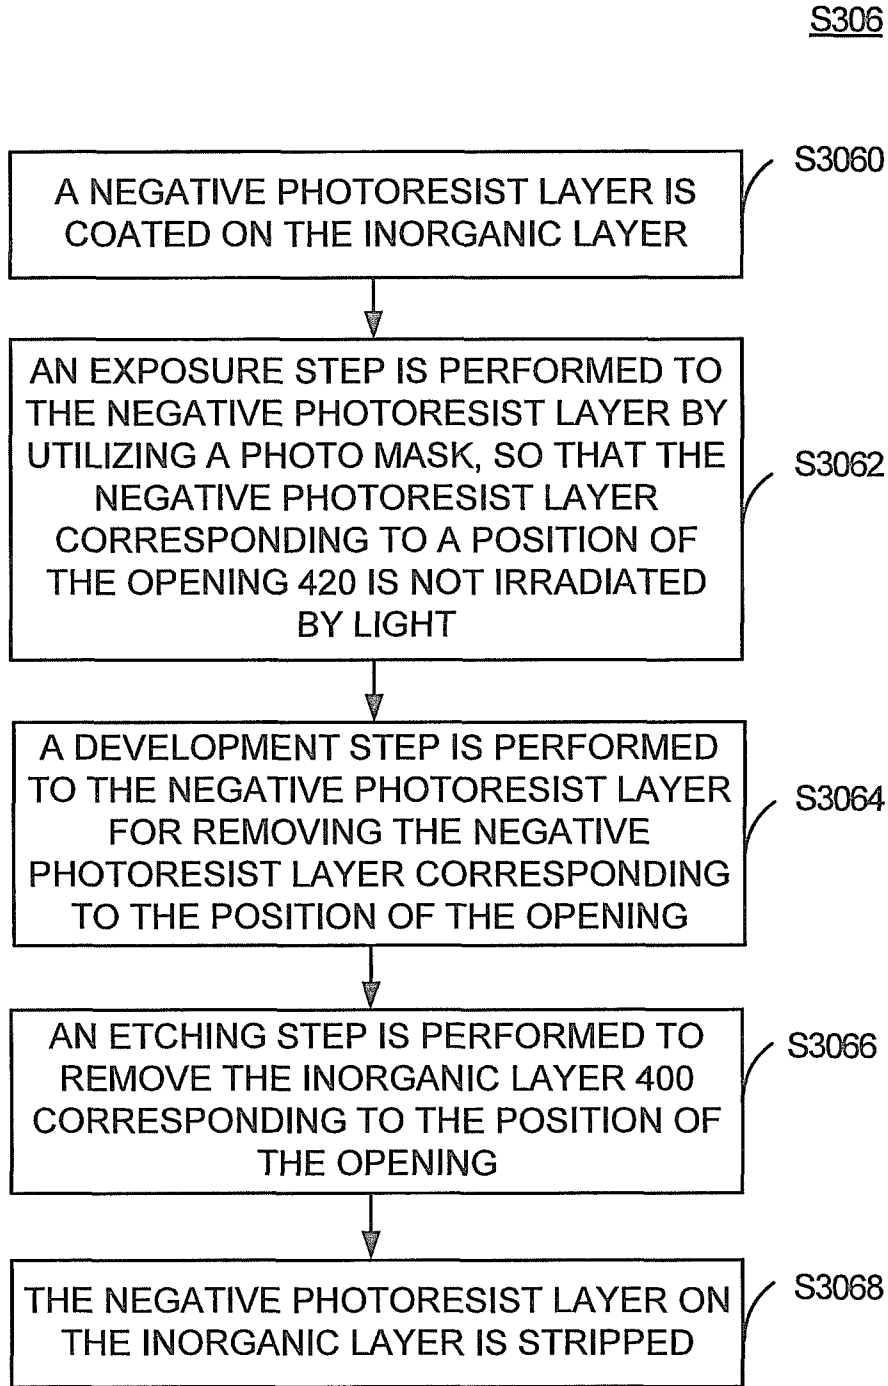 S306
A NEGATIVE PHOTORESIST LAYER IS
COATED ON THE INORGANIC LAYER
S3060
AN EXPOSURE STEP IS PERFORMED TO
THE NEGATIVE PHOTORESIST LAYER BY
UTILIZING A PHOTO MASK, SO THAT THE
NEGATIVE PHOTORESIST LAYER
CORRESPONDING TO A POSITION OF
THE OPENING 420 IS NOT IRRADIATED
BY LIGHT
S3062
A DEVELOPMENT STEP IS PERFORMED
TO THE NEGATIVE PHOTORESIST LAYER
FOR REMOVING THE NEGATIVE
PHOTORESIST LAYER CORRESPONDING
TO THE POSITION OF THE OPENING
S3064
AN ETCHING STEP IS PERFORMED TO
REMOVE THE INORGANIC LAYER 400
CORRESPONDING TO THE POSITION OF
THE OPENING
S3066
THE NEGATIVE PHOTORESIST LAYER ON
THE INORGANIC LAYER IS STRIPPED
S3068